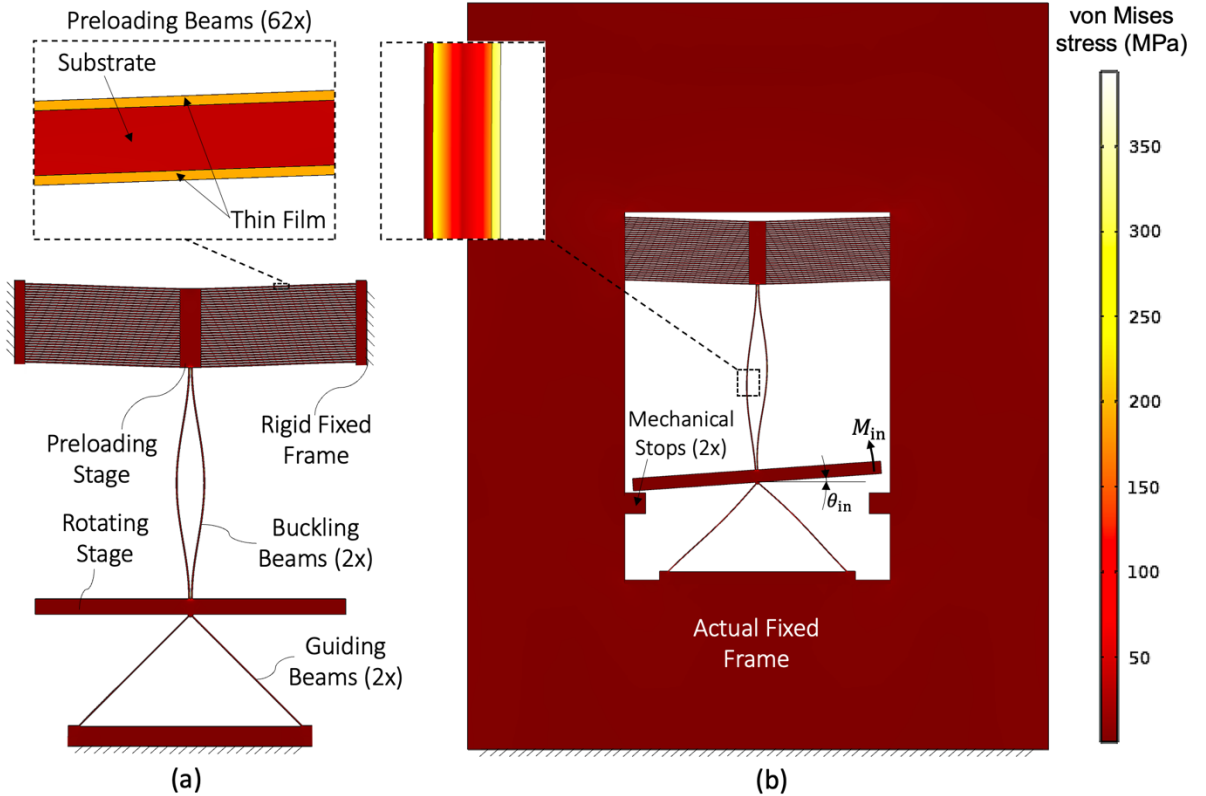 Preloading Beams (62x)
Substrate
Thin Film
Preloading
Stage
Rigid Fixed
Frame
Rotating
Stage
Buckling
Beams (2x)
Guiding
Beams (2x)
(a)
Mechanical
Stops (2x)
M_in
θ_in
Actual Fixed
Frame
(b)
von Mises
stress (MPa)
350
300
250
200
150
100
50